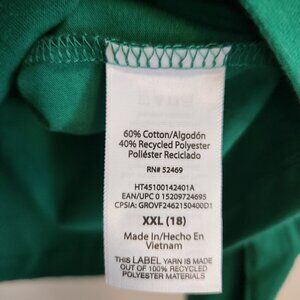 60% Cotton/Algodón
40% Recycled Polyester
Poliéster Reciclado
RN# 52469
HT45100142401A
EAN/UPC 0 15209724695
CPSIA: GROVF2462150400D1
XXL (18)
Made in/Hecho En
Vietnam
THIS LABEL YARN IS MADE
OUT OF 100% RECYCLED
POLYESTER MATERIALS